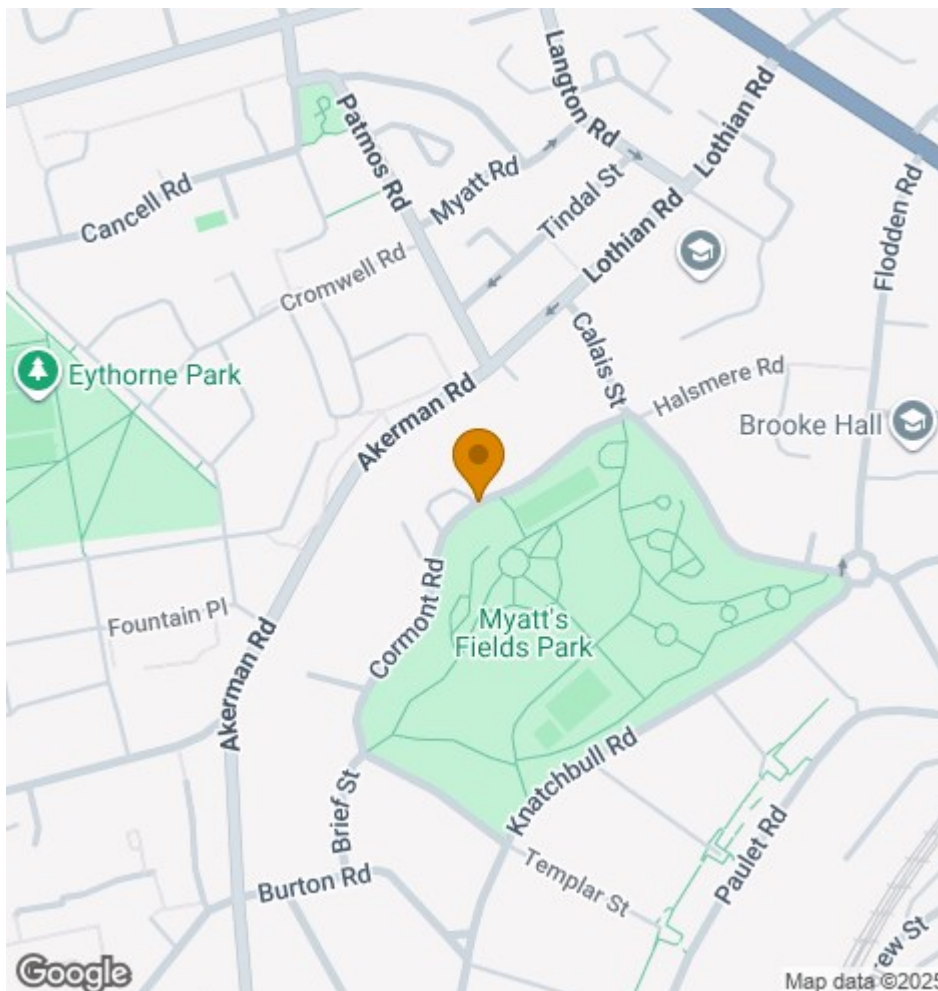 Langton Rd
Lothian Rd
Patmos Rd
Myatt Rd
Tindal St
Cancell Rd
Flodden Rd
Lothian Rd
Cromwell Rd
Calais St
Eythorne Park
Halsmere Rd
Akerman Rd
Brooke Hall
Cormont Rd
Fountain Pl
Myatt's
Fields Park
Akerman Rd
Knatchbull Rd
Brief St
Paulet Rd
Burton Rd
Templar St
rew St
Google
Map data ©2025